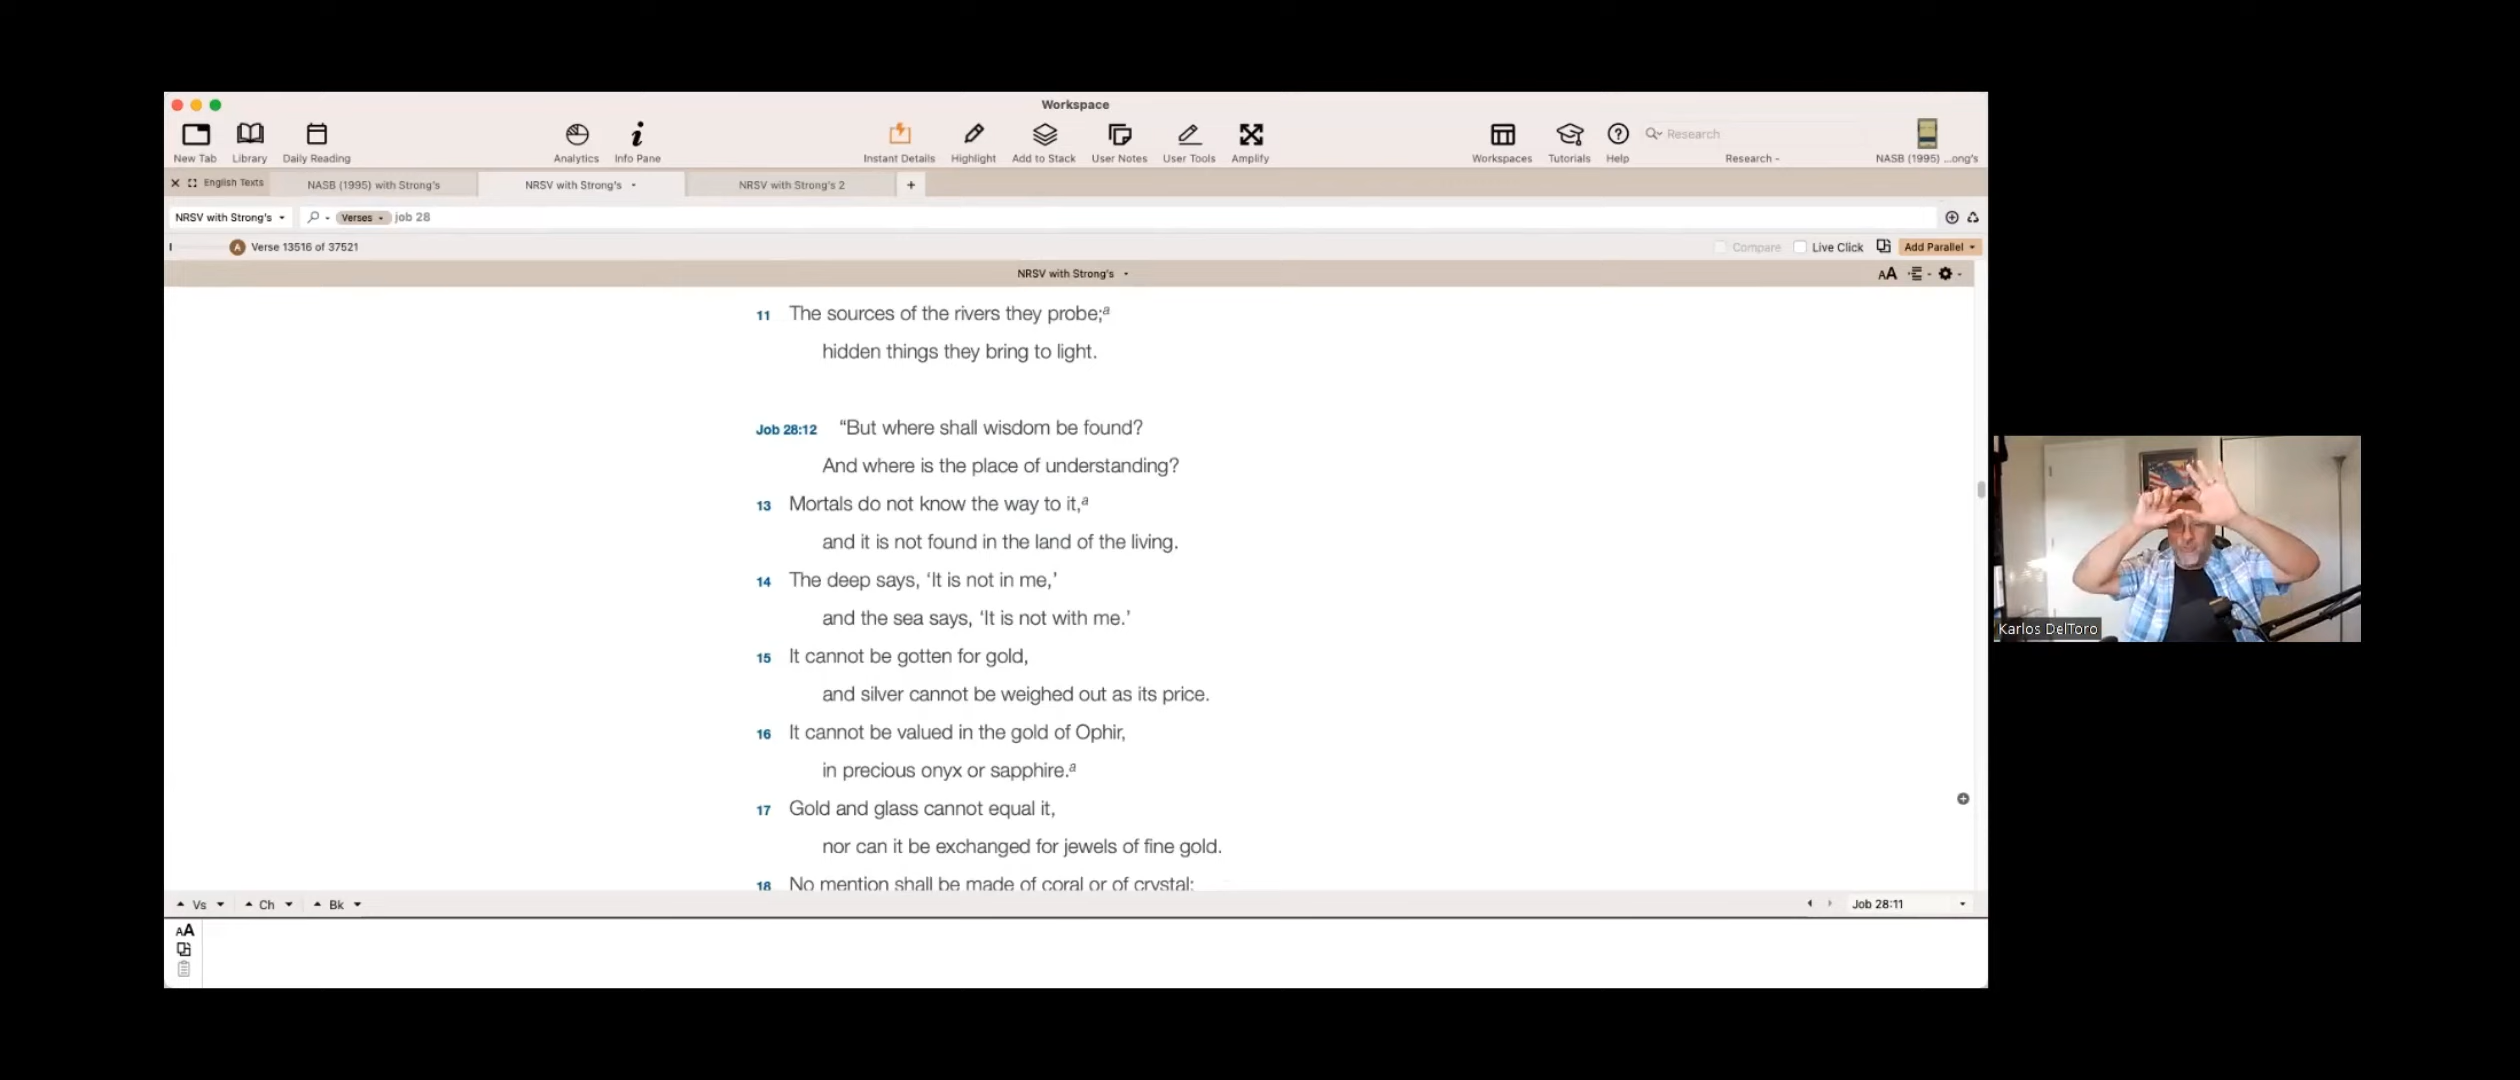 Workspace
New Tab
Library
Daily Reading
Analytics
Info Pane
Instant Details
Highlight
Add to Stack
User Notes
User Tools
Amplify
Workspaces
Tutorials
Help
Research
Research
NASB (1995) ...ong's
English Texts
NASB (1995) with Strong's
NRSV with Strong's
NRSV with Strong's 2
NRSV with Strong's
Verses
job 28
Verse 13516 of 37521
Compare
Live Click
Add Parallel
NRSV with Strong's
AA
11 The sources of the rivers they probe;a
hidden things they bring to light.
Job 28:12 “But where shall wisdom be found?
And where is the place of understanding?
13 Mortals do not know the way to it,a
and it is not found in the land of the living.
14 The deep says, ‘It is not in me,’
and the sea says, ‘It is not with me.’
15 It cannot be gotten for gold,
and silver cannot be weighed out as its price.
16 It cannot be valued in the gold of Ophir,
in precious onyx or sapphire.a
17 Gold and glass cannot equal it,
nor can it be exchanged for jewels of fine gold.
18 No mention shall be made of coral or of crystal;
Vs
Ch
Bk
Job 28:11
AA
Karlos DelToro